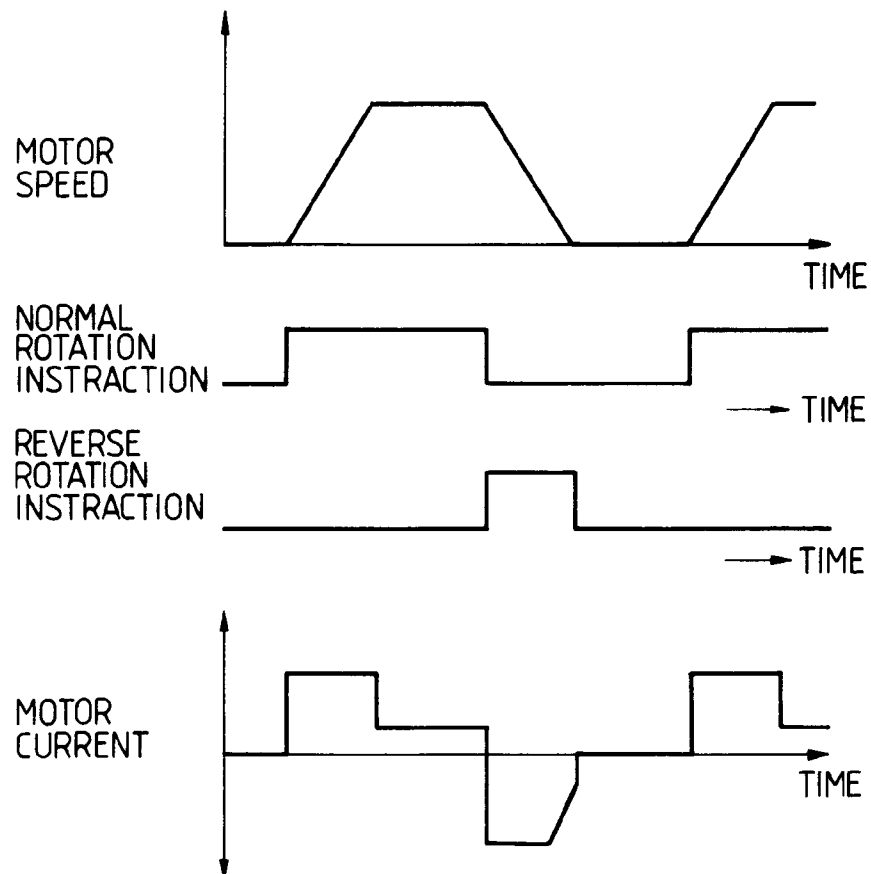 MOTOR
SPEED
TIME
NORMAL
ROTATION
INSTRACTION
TIME
REVERSE
ROTATION
INSTRACTION
TIME
MOTOR
CURRENT
TIME